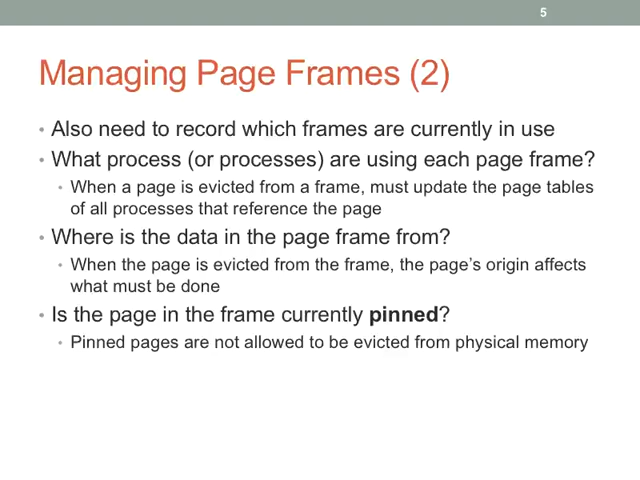 5
Managing Page Frames (2)
• Also need to record which frames are currently in use
• What process (or processes) are using each page frame?
• When a page is evicted from a frame, must update the page tables
of all processes that reference the page
• Where is the data in the page frame from?
• When the page is evicted from the frame, the page's origin affects
what must be done
• Is the page in the frame currently pinned?
• Pinned pages are not allowed to be evicted from physical memory